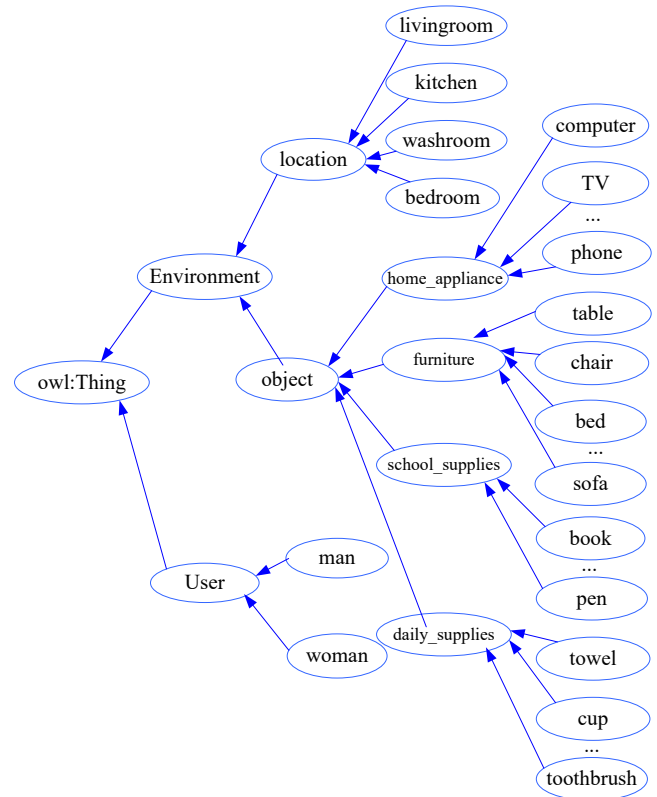 livingroom
kitchen
washroom
location
bedroom
computer
TV
...
phone
Environment
home_appliance
table
furniture
chair
owl:Thing
object
bed
...
school_supplies
sofa
book
...
pen
man
User
woman
daily_supplies
towel
cup
...
toothbrush